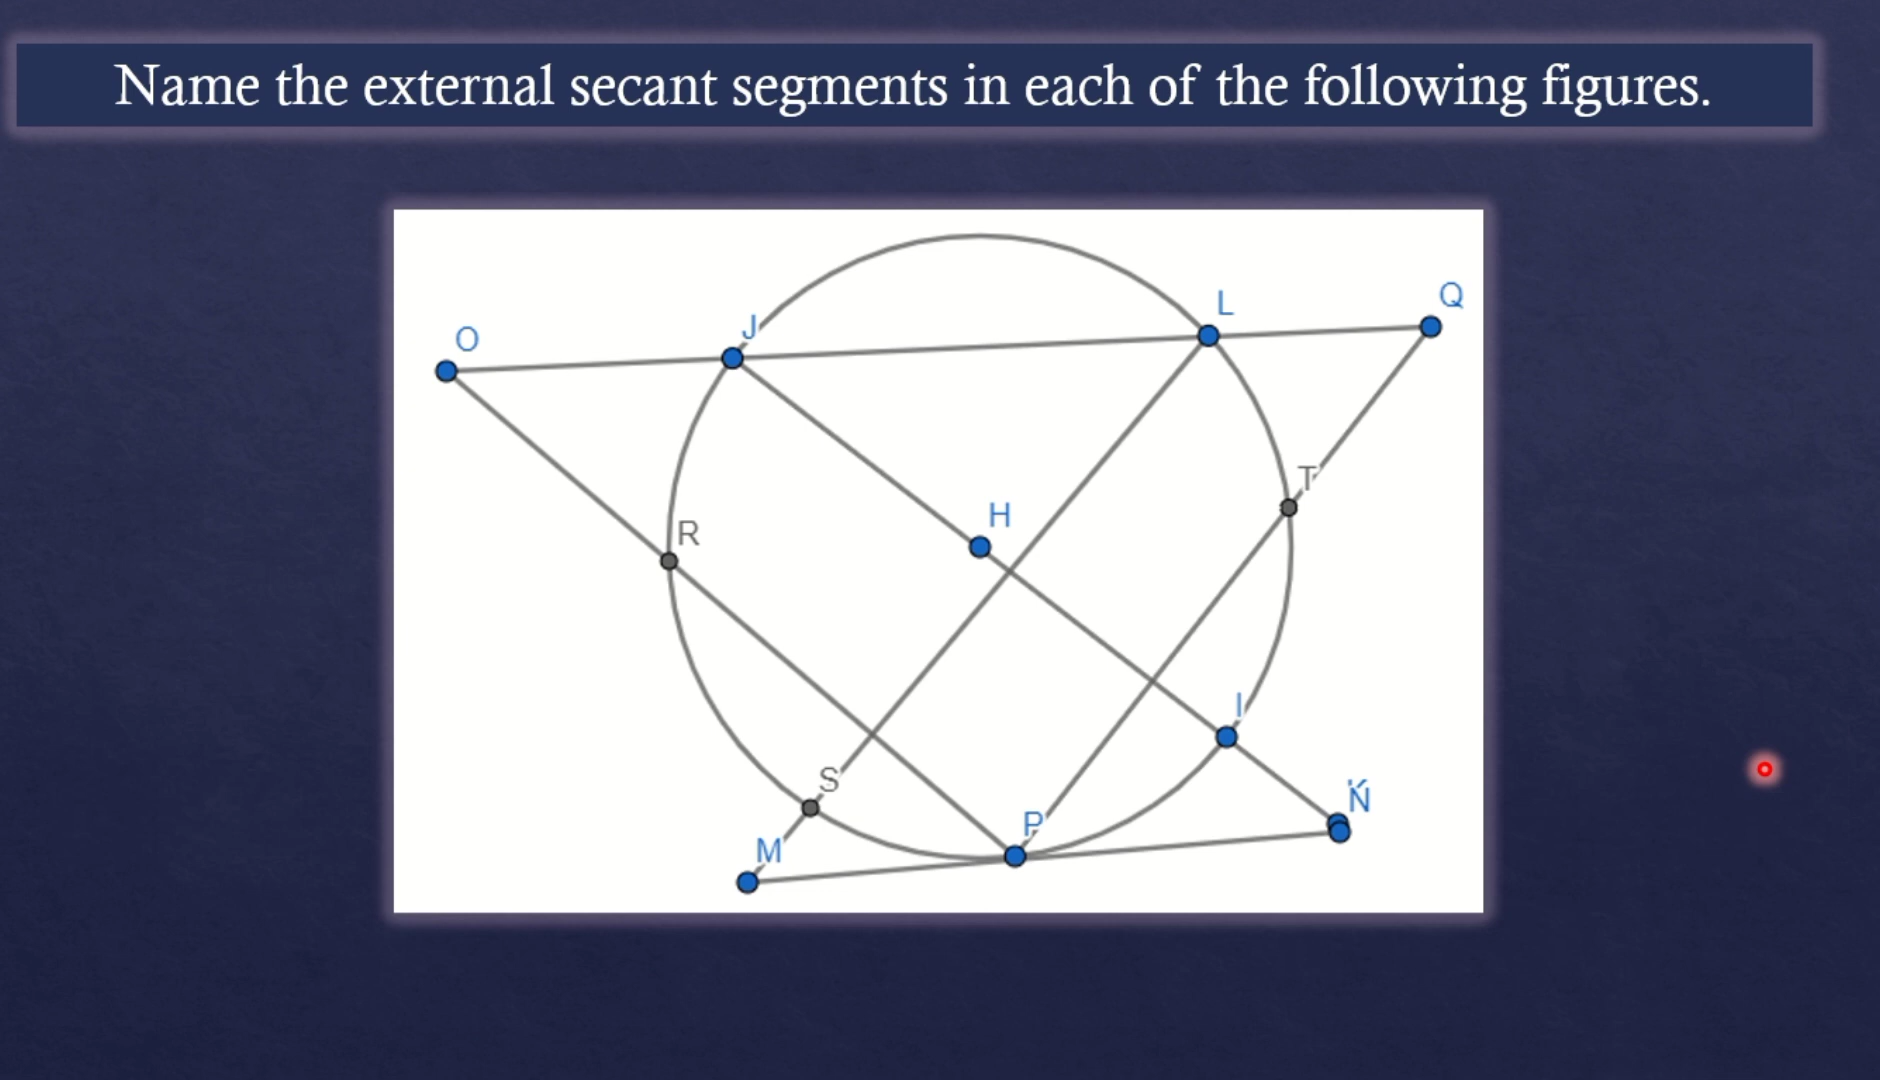 Name the external secant segments in each of the following figures.
Q
L
J
O
T
H
R
I
S
N
P
M